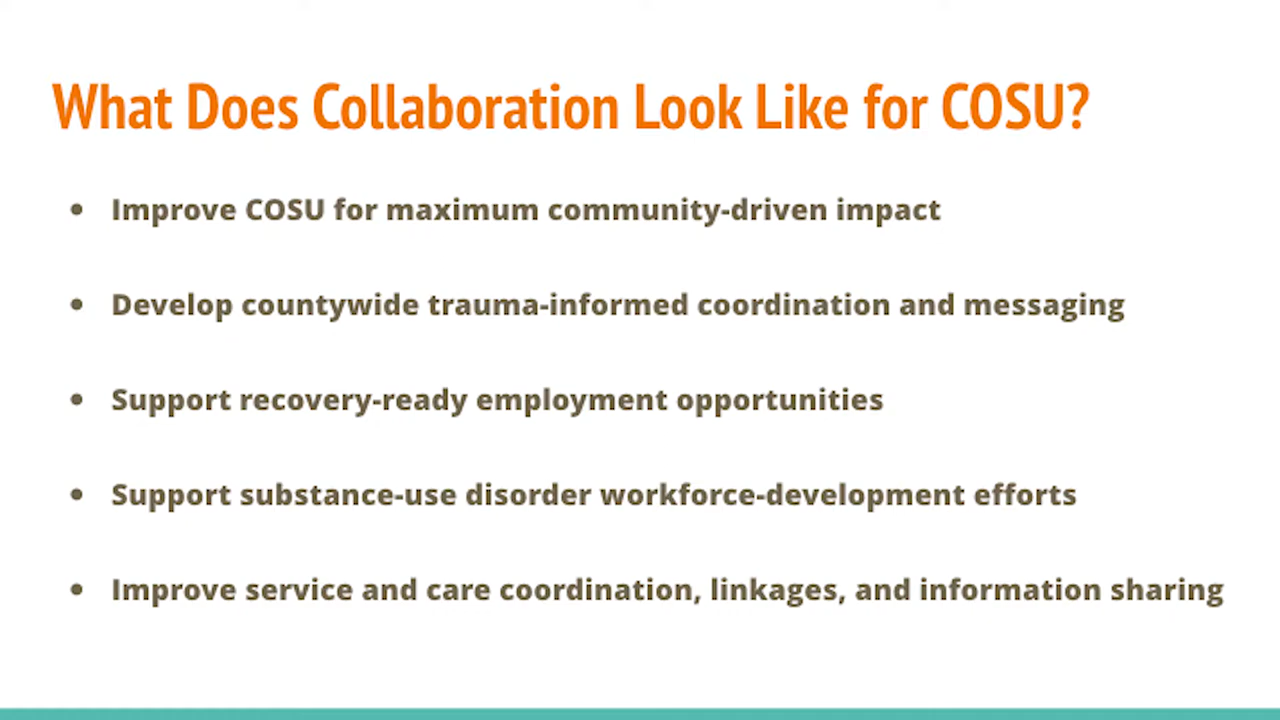 What Does Collaboration Look Like for COSU?
• Improve COSU for maximum community-driven impact
• Develop countywide trauma-informed coordination and messaging
• Support recovery-ready employment opportunities
• Support substance-use disorder workforce-development efforts
• Improve service and care coordination, linkages, and information sharing